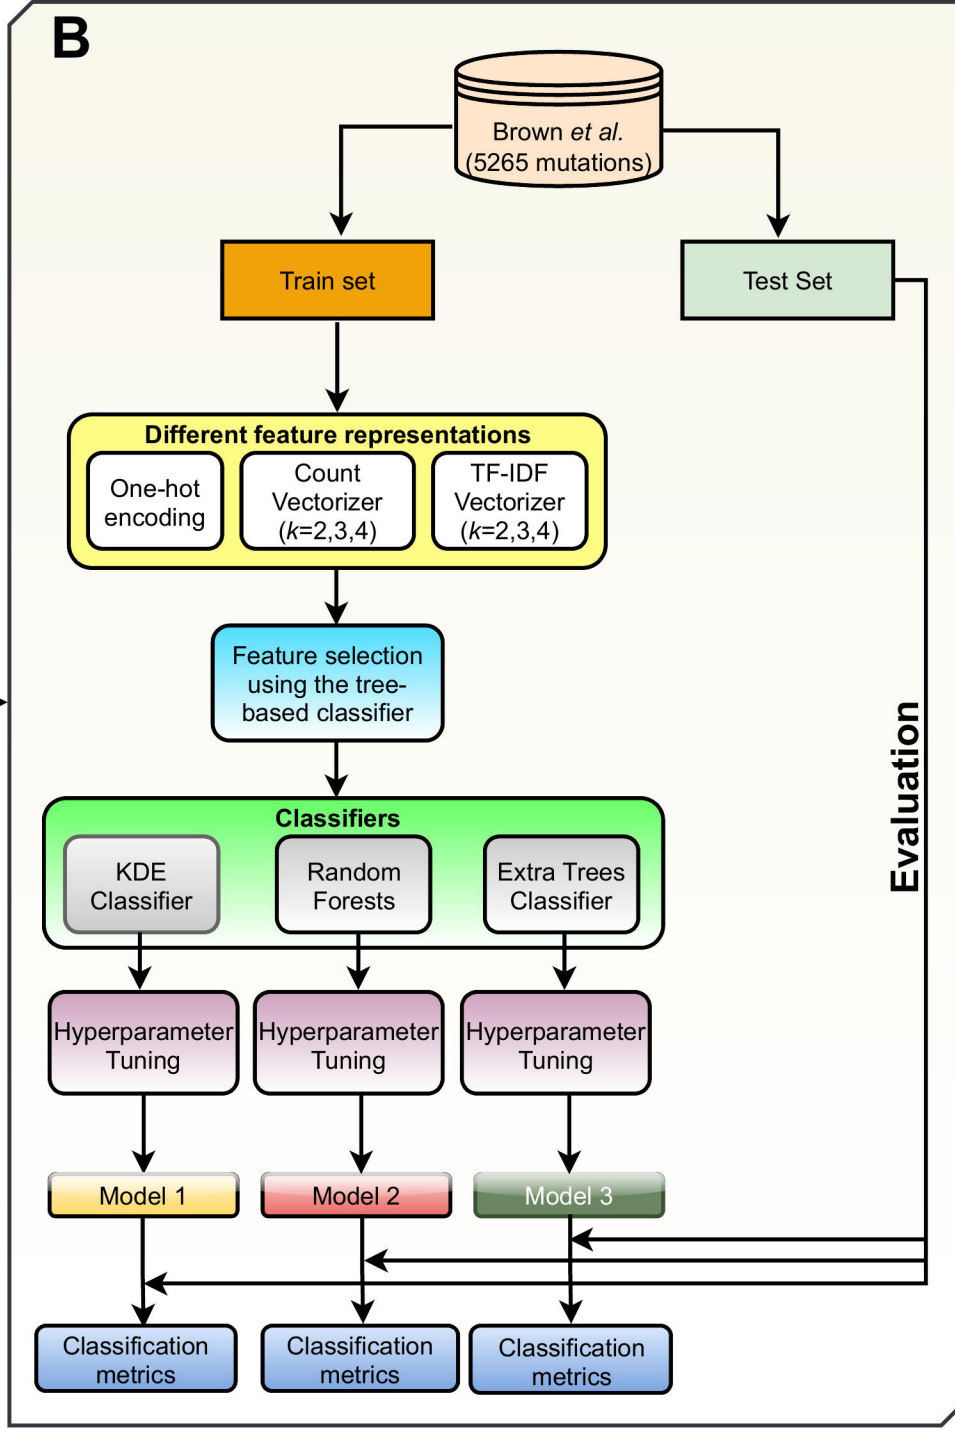 B
Brown et al.
(5265 mutations)
Train set
Test Set
Different feature representations
One-hot
encoding
Count
Vectorizer
(k=2,3,4)
TF-IDF
Vectorizer
(k=2,3,4)
Feature selection
using the tree-
based classifier
Evaluation
Classifiers
KDE
Classifier
Random
Forests
Extra Trees
Classifier
Hyperparameter
Tuning
Hyperparameter
Tuning
Hyperparameter
Tuning
Model 1
Model 2
Model 3
Classification
metrics
Classification
metrics
Classification
metrics